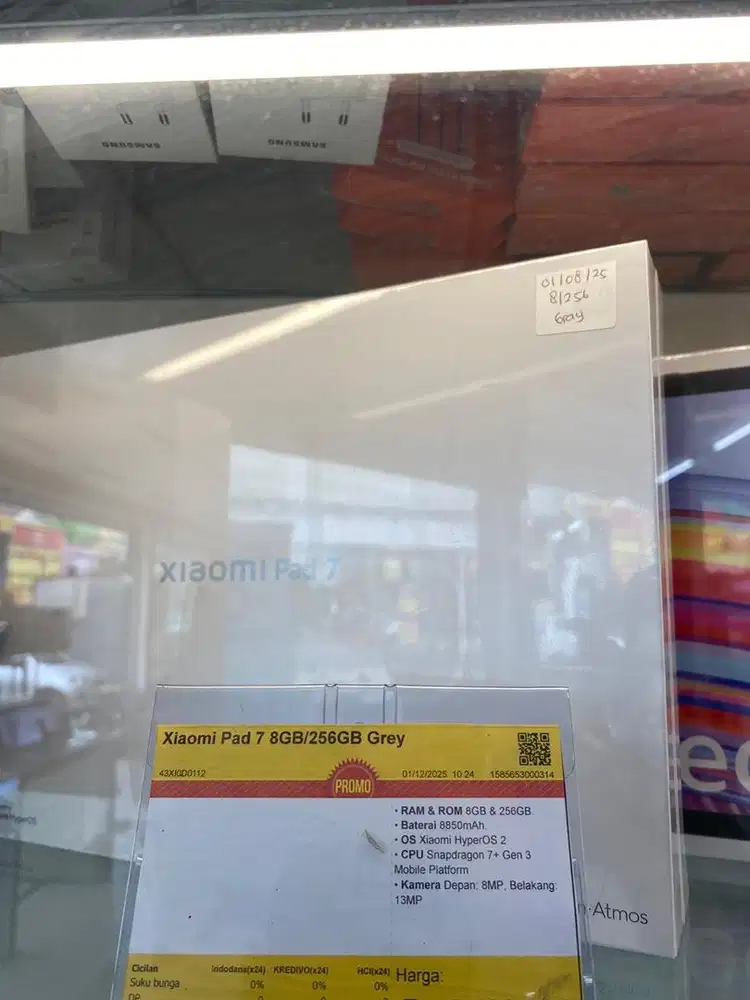 SAMSUNG
SAMSUNG
01/08/25
8/256
Gray
xiaomi Pad 7
Xiaomi Pad 7 8GB/256GB Grey
43XIGD0112
PROMO
01/12/2025 10:24
1585653000314
• RAM & ROM 8GB & 256GB.
• Baterai 8850mAh.
• OS Xiaomi HyperOS 2
• CPU Snapdragon 7+ Gen 3
Mobile Platform
• Kamera Depan: 8MP, Belakang:
13MP
Atmos
Cicilan Indodana(x24) KREDIVO(x24) HCI(x24) Harga:
Suku bunga 0% 0% 0%
DP